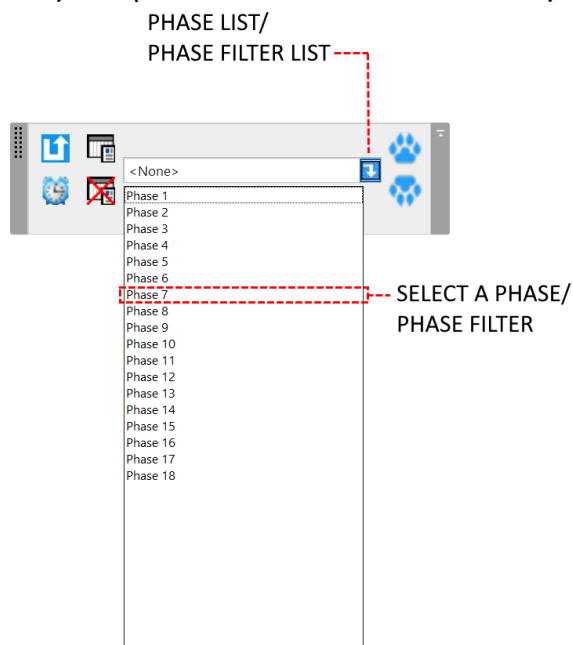 PHASE LIST/
PHASE FILTER LIST
<None>
Phase 1
Phase 2
Phase 3
Phase 4
Phase 5
Phase 6
Phase 7
SELECT A PHASE/
PHASE FILTER
Phase 8
Phase 9
Phase 10
Phase 11
Phase 12
Phase 13
Phase 14
Phase 15
Phase 16
Phase 17
Phase 18